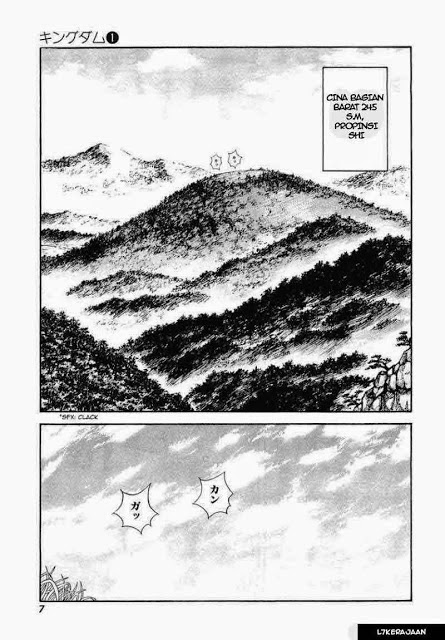 キングダム❶
CINA BAGIAN
BARAT 245
S.M,
PROPINSI
SHI
*SFX: CLACK
カン
ガッ
7
L7KERAJAAN